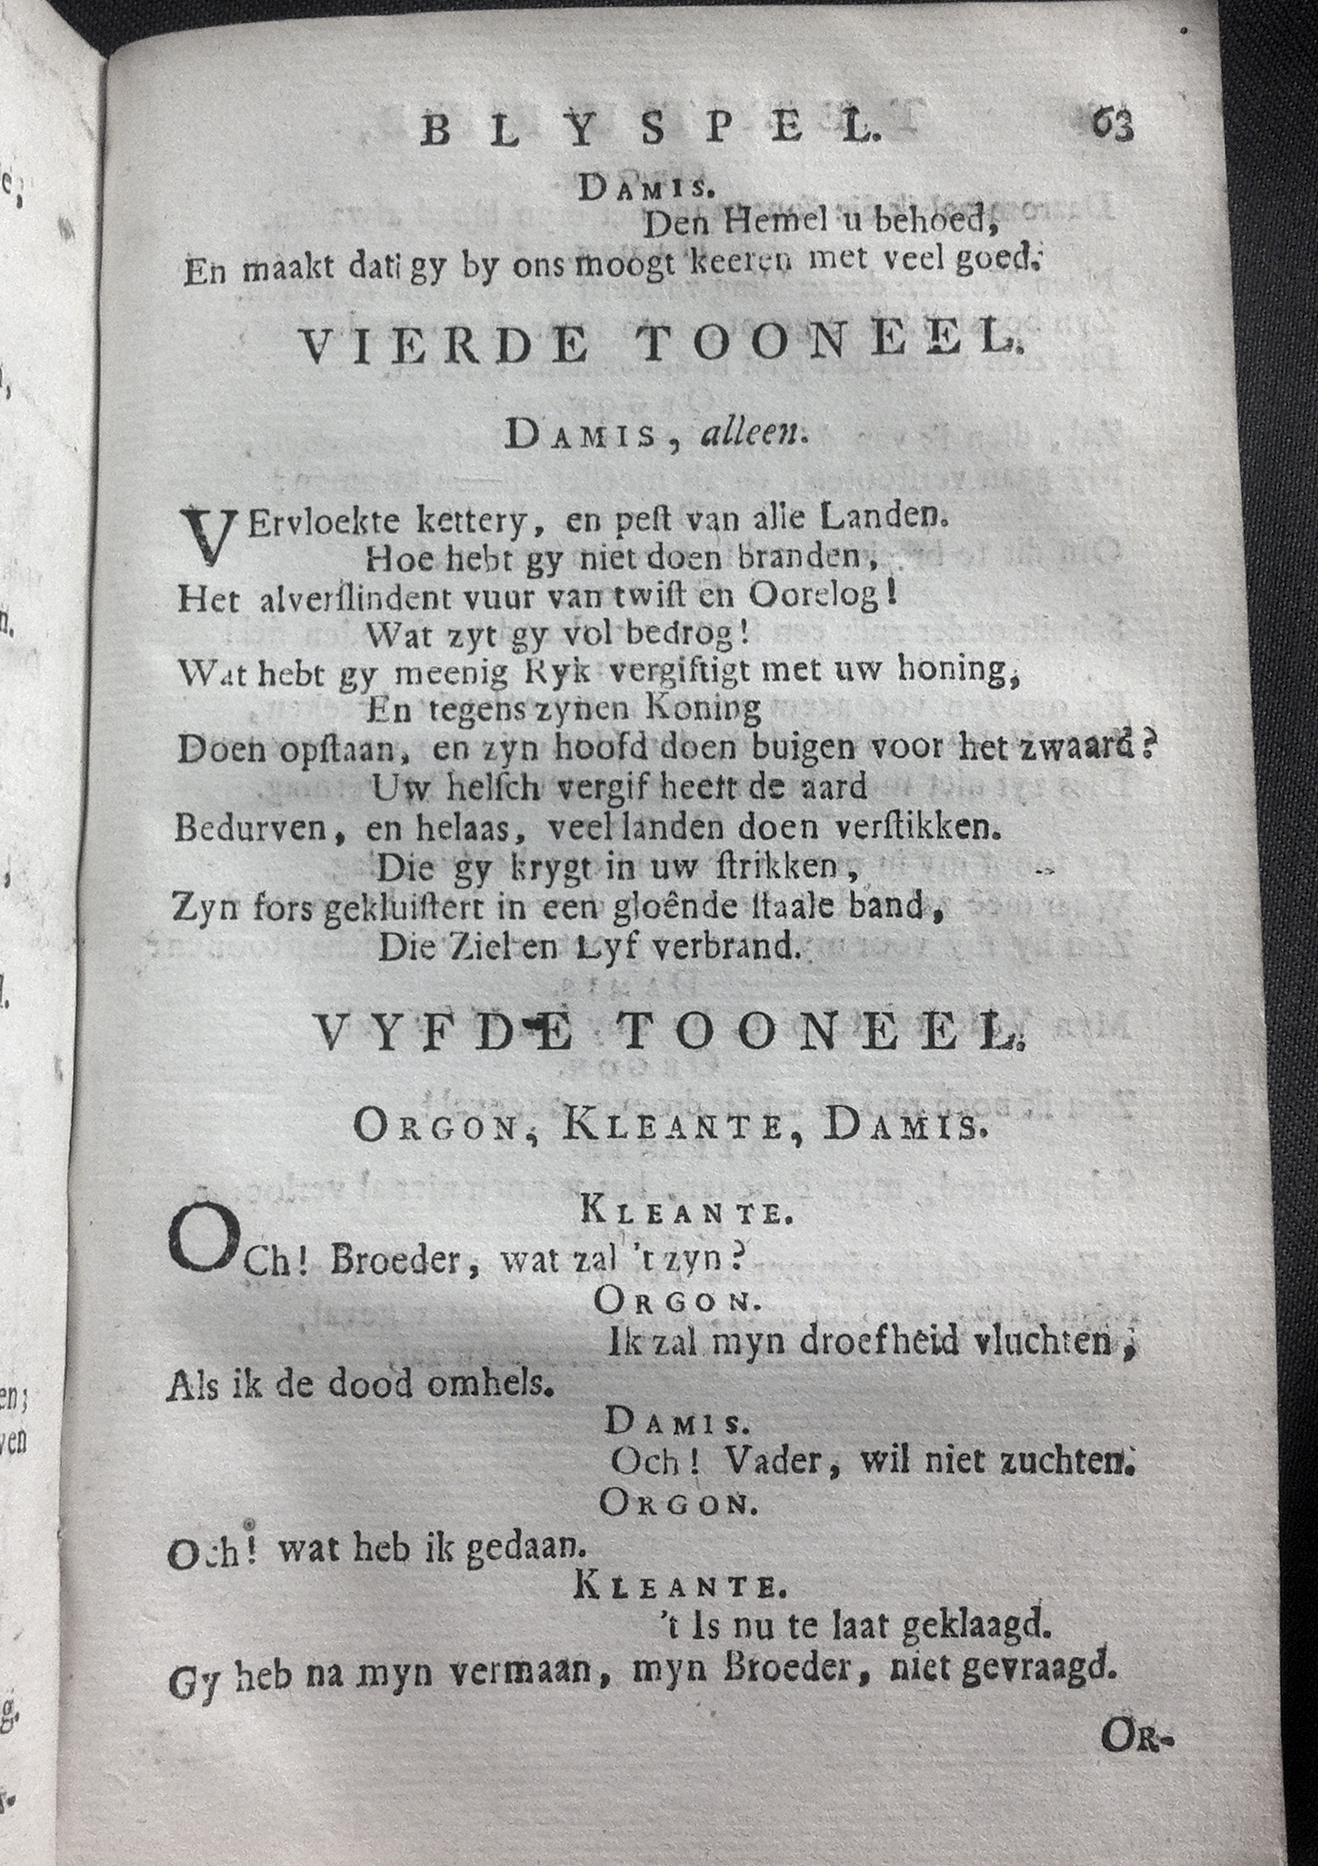 BLYSPEL. 63
DAMIS.
Den Hemel u behoed,
En maakt dat gy by ons moogt keeren met veel goed.
VIERDE TOONEEL.
DAMIS, alleen.
VErvloekte kettery, en peſt van alle Landen.
Hoe hebt gy niet doen branden,
Het alverſlindent vuur van twiſt en Oorelog!
Wat zyt gy vol bedrog!
Wat hebt gy meenig Ryk vergiftigt met uw honing,
En tegens zynen Koning
Doen opſtaan, en zyn hoofd doen buigen voor het zwaard?
Uw helſch vergif heeft de aard
Bedurven, en helaas, veel landen doen verſtikken.
Die gy krygt in uw ſtrikken,
Zyn fors gekluiſtert in een gloênde ſtaale band,
Die Ziel en Lyf verbrand.
VYFDE TOONEEL.
ORGON, KLEANTE, DAMIS.
KLEANTE.
OCh! Broeder, wat zal 't zyn?
ORGON.
Ik zal myn droefheid vluchten,
Als ik de dood omhels.
DAMIS.
Och! Vader, wil niet zuchten.
ORGON.
Och! wat heb ik gedaan.
KLEANTE.
't Is nu te laat geklaagd.
Gy heb na myn vermaan, myn Broeder, niet gevraagd.
OR-